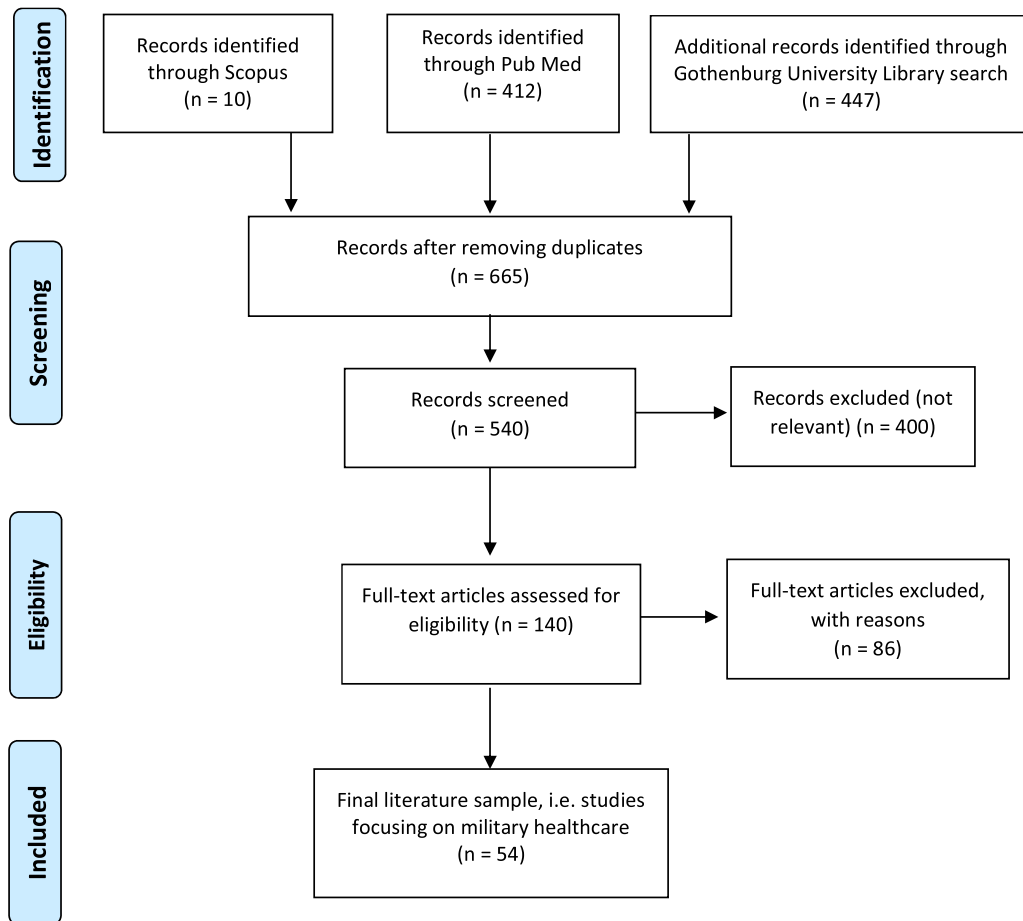 Identification
Records identified
through Scopus
(n = 10)
Records identified
through Pub Med
(n = 412)
Additional records identified through
Gothenburg University Library search
(n = 447)
Screening
Records after removing duplicates
(n = 665)
Records screened
(n = 540)
Records excluded (not
relevant) (n = 400)
Eligibility
Full-text articles assessed for
eligibility (n = 140)
Full-text articles excluded,
with reasons
(n = 86)
Included
Final literature sample, i.e. studies
focusing on military healthcare
(n = 54)